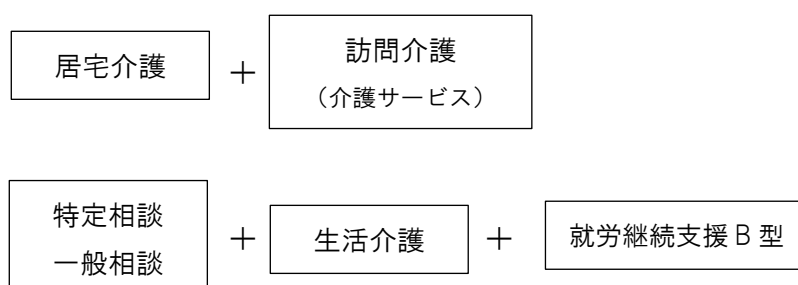 居宅介護 + 訪問介護
（介護サービス）
特定相談
一般相談 + 生活介護 + 就労継続支援B型